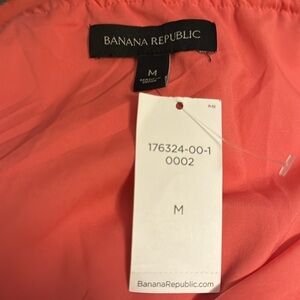 BANANA REPUBLIC
M
176324-00-1
0002
M
BananaRepublic.com